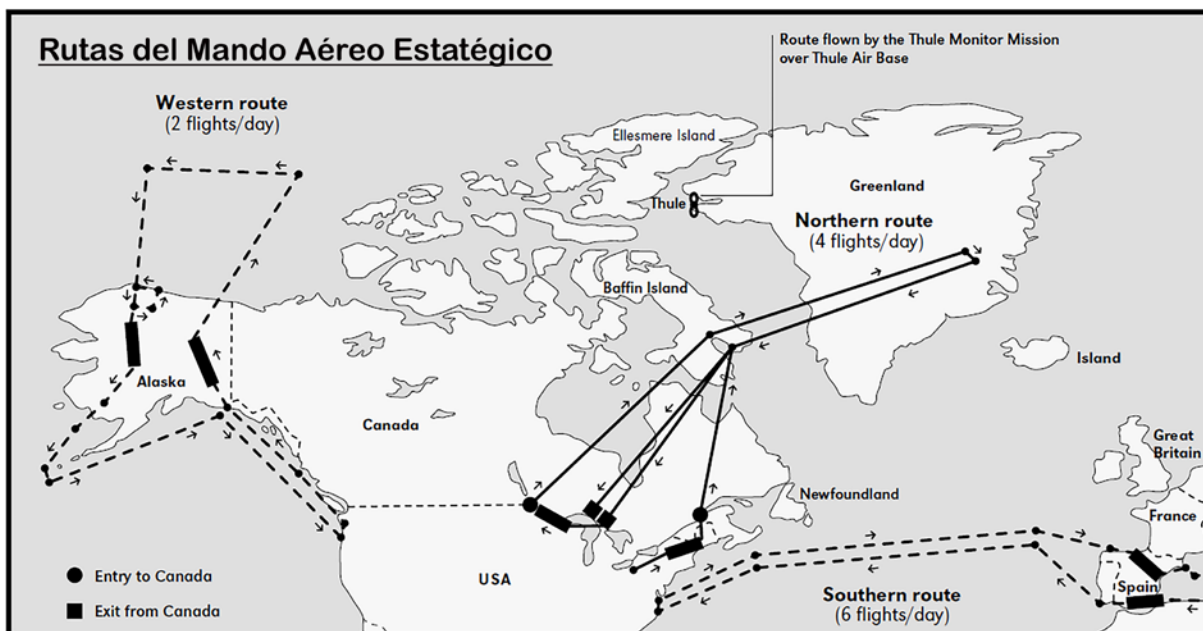 Rutas del Mando Aéreo Estatégico
Route flown by the Thule Monitor Mission
over Thule Air Base
Western route
(2 flights/day)
Ellesmere Island
Greenland
Thule
Northern route
(4 flights/day)
Baffin Island
Island
Alaska
Canada
Great
Britain
Newfoundland
France
Entry to Canada
USA
Spain
Southern route
(6 flights/day)
Exit from Canada